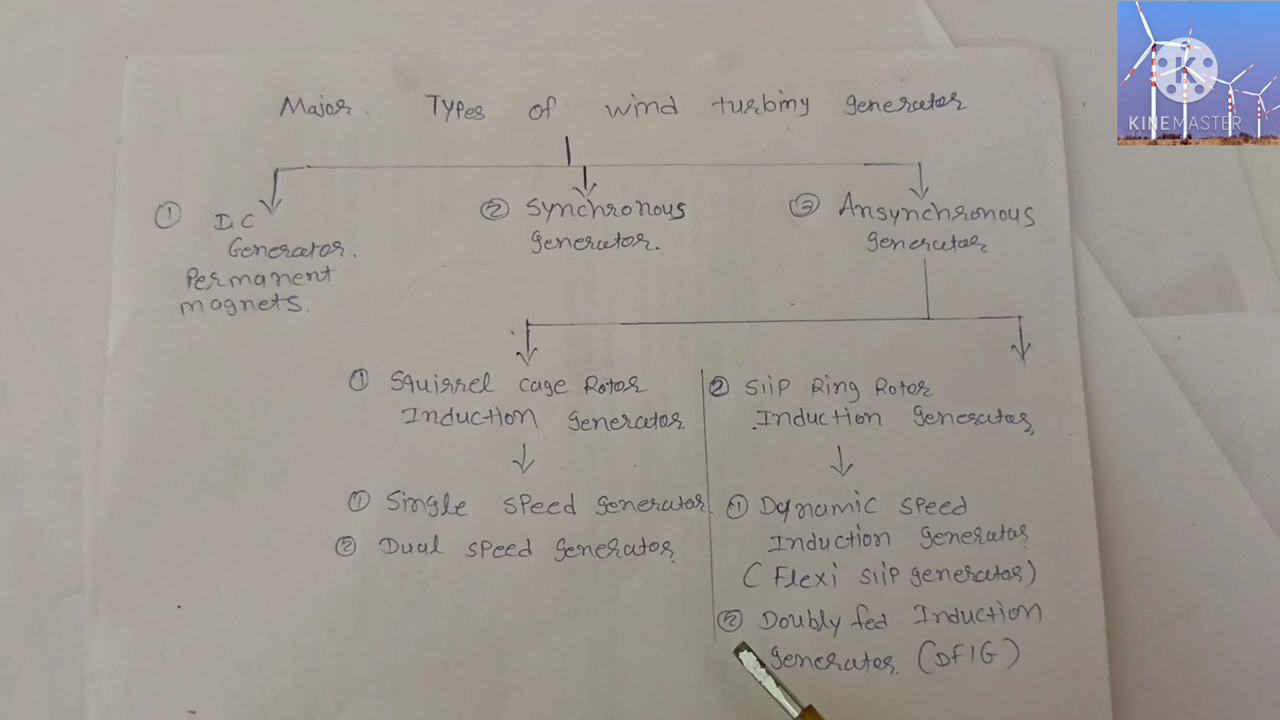 Major. Types of wind turbiny generator
① D.C
Generator.
Permanent
magnets.
② Synchronous
generator.
③ Ansynchronous
generator
① Squirrel cage Rotor
Induction generator
② Slip Ring Rotor
Induction generator
① Single speed generator
② Dual speed generator
① Dynamic speed
Induction generator
(Flexi slip generator)
② Doubly fed Induction
generator (DFIG)
K
KINEMASTER